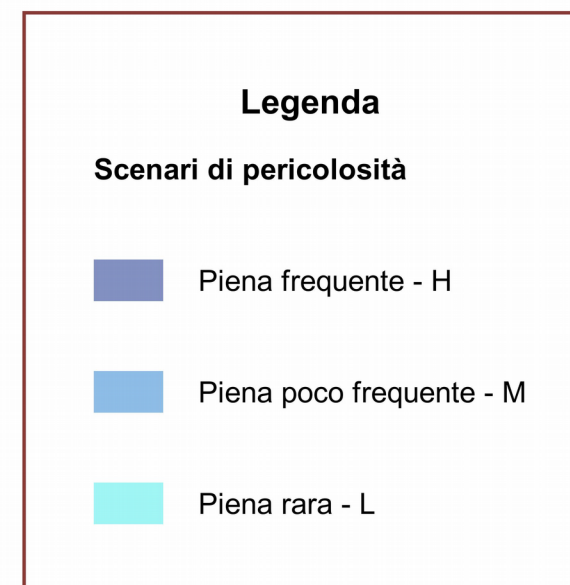 Legenda
Scenari di pericolosità
Piena frequente - H
Piena poco frequente - M
Piena rara - L